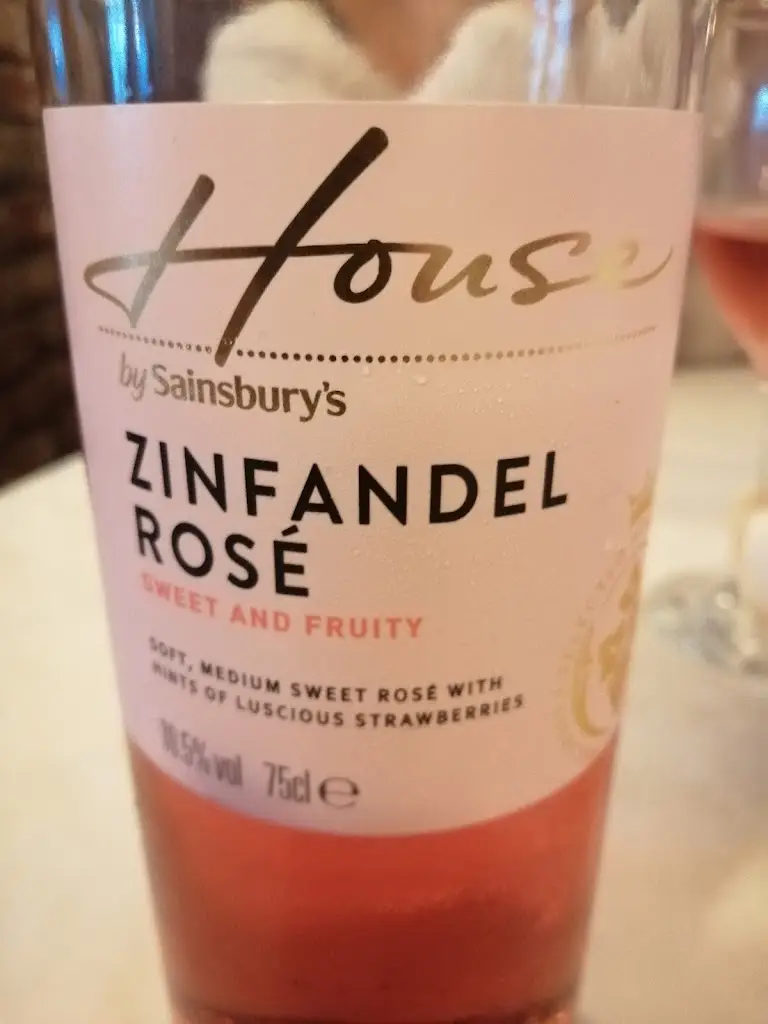 House
by Sainsbury's
ZINFANDEL
ROSÉ
SWEET AND FRUITY
SOFT, MEDIUM SWEET ROSÉ WITH
HINTS OF LUSCIOUS STRAWBERRIES
10.5% vol 75cl ℮